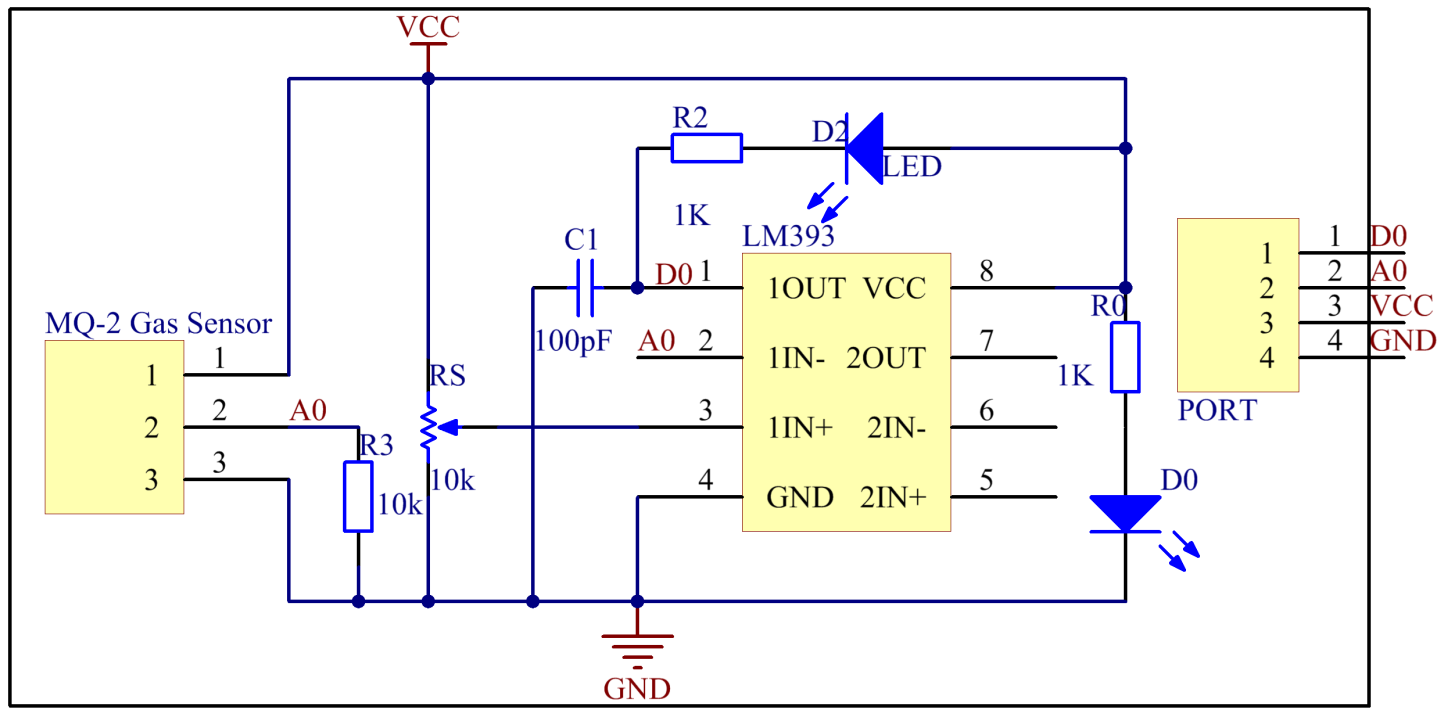 VCC
R2
D2
LED
1K
LM393
C1
D0 1
1OUT VCC
8
100pF
A0 2
1IN- 2OUT
7
3
1IN+ 2IN-
6
4
GND 2IN+
5
R0
1K
D0
MQ-2 Gas Sensor
1 1
2 2 A0
3 3
R3
10k
RS
10k
1 1 D0
2 2 A0
3 3 VCC
4 4 GND
PORT
GND